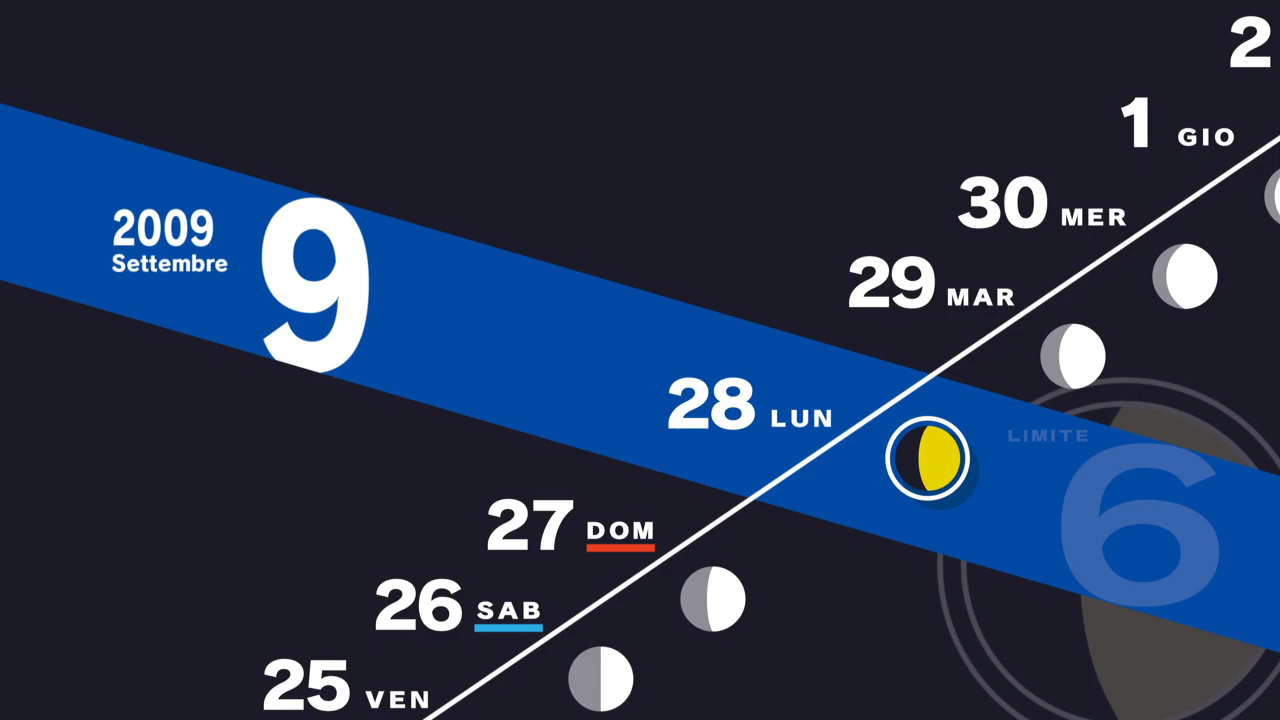 2
1 GIO
30 MER
2009
Settembre
9
29 MAR
28 LUN
LIMITE
6
27 DOM
26 SAB
25 VEN